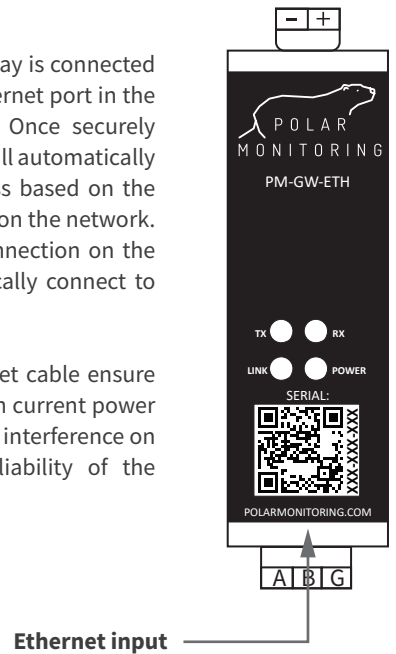 ay is connected
ernet port in the
Once securely
ll automatically
ss based on the
on the network.
nnection on the
cally connect to
et cable ensure
h current power
interference on
liability of the
- +
POLAR
MONITORING
PM-GW-ETH
TX RX
LINK POWER
SERIAL:
XXX-XXX-XXX
POLARMONITORING.COM
A B G
Ethernet input